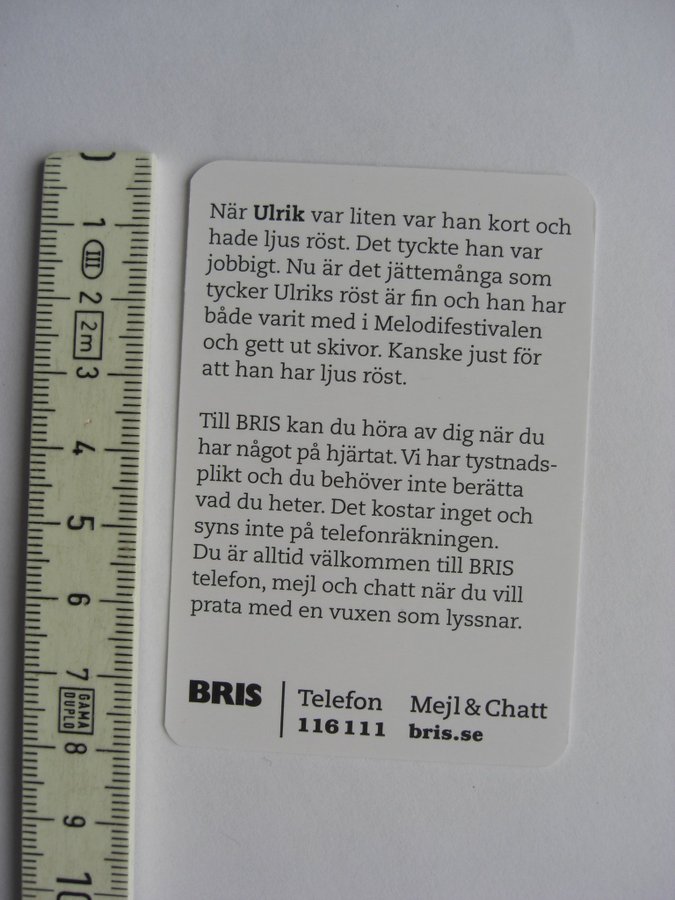 När Ulrik var liten var han kort och
hade ljus röst. Det tyckte han var
jobbigt. Nu är det jättemånga som
tycker Ulriks röst är fin och han har
både varit med i Melodifestivalen
och gett ut skivor. Kanske just för
att han har ljus röst.
Till BRIS kan du höra av dig när du
har något på hjärtat. Vi har tystnads-
plikt och du behöver inte berätta
vad du heter. Det kostar inget och
syns inte på telefonräkningen.
Du är alltid välkommen till BRIS
telefon, mejl och chatt när du vill
prata med en vuxen som lyssnar.
BRIS
Telefon
116 111
Mejl & Chatt
bris.se
0
1
III
2
2m
3
4
5
6
7
GAMA
DUPLO
8
9
10